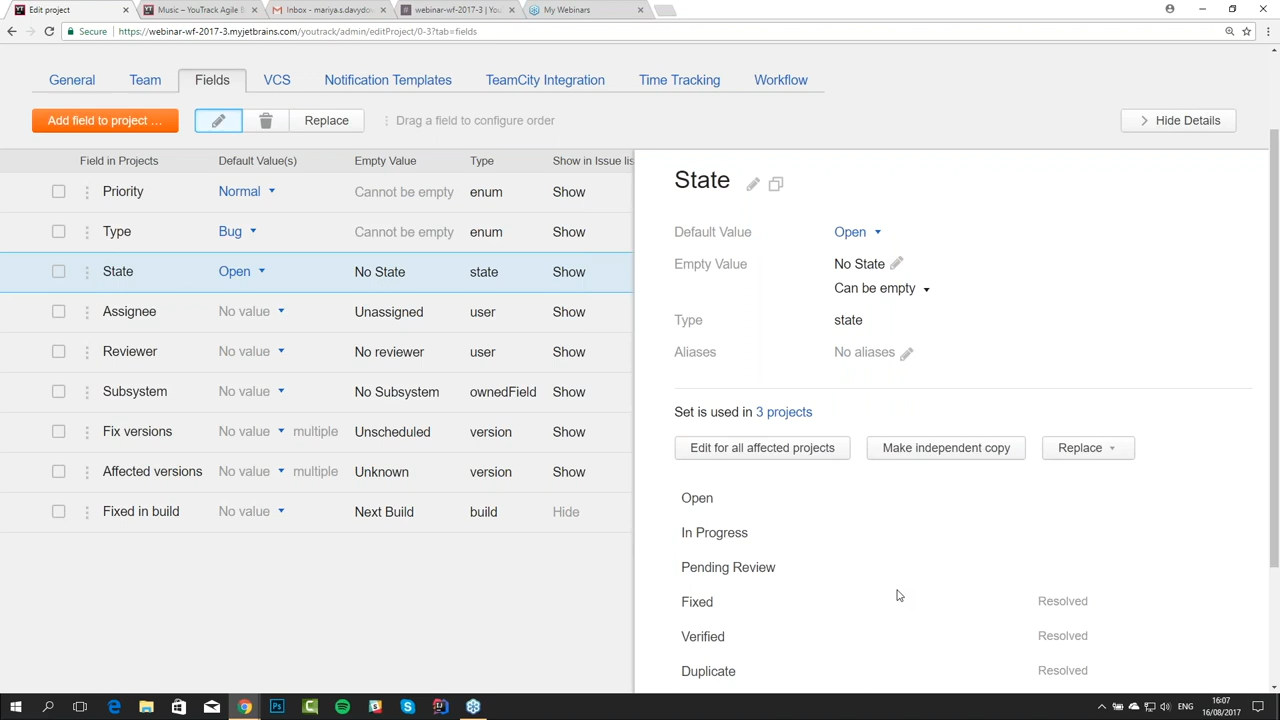 Edit project
Music – YouTrack Agile B
Inbox - mariya.s.davydou
webinar-wf-2017-3 | You
My Webinars
Secure
https://webinar-wf-2017-3.myjetbrains.com/youtrack/admin/editProject/0-3?tab=fields
General
Team
Fields
VCS
Notification Templates
TeamCity Integration
Time Tracking
Workflow
Add field to project ...
Replace
Drag a field to configure order
Hide Details
Field in Projects Default Value(s) Empty Value Type Show in Issue lis
Priority Normal Cannot be empty enum Show
Type Bug Cannot be empty enum Show
State Open No State state Show
Assignee No value Unassigned user Show
Reviewer No value No reviewer user Show
Subsystem No value No Subsystem ownedField Show
Fix versions No value multiple Unscheduled version Show
Affected versions No value multiple Unknown version Show
Fixed in build No value Next Build build Hide
State
Default Value Open
Empty Value No State
Can be empty
Type state
Aliases No aliases
Set is used in 3 projects
Edit for all affected projects
Make independent copy
Replace
Open
In Progress
Pending Review
Fixed Resolved
Verified Resolved
Duplicate Resolved
ENG
16:07
16/08/2017